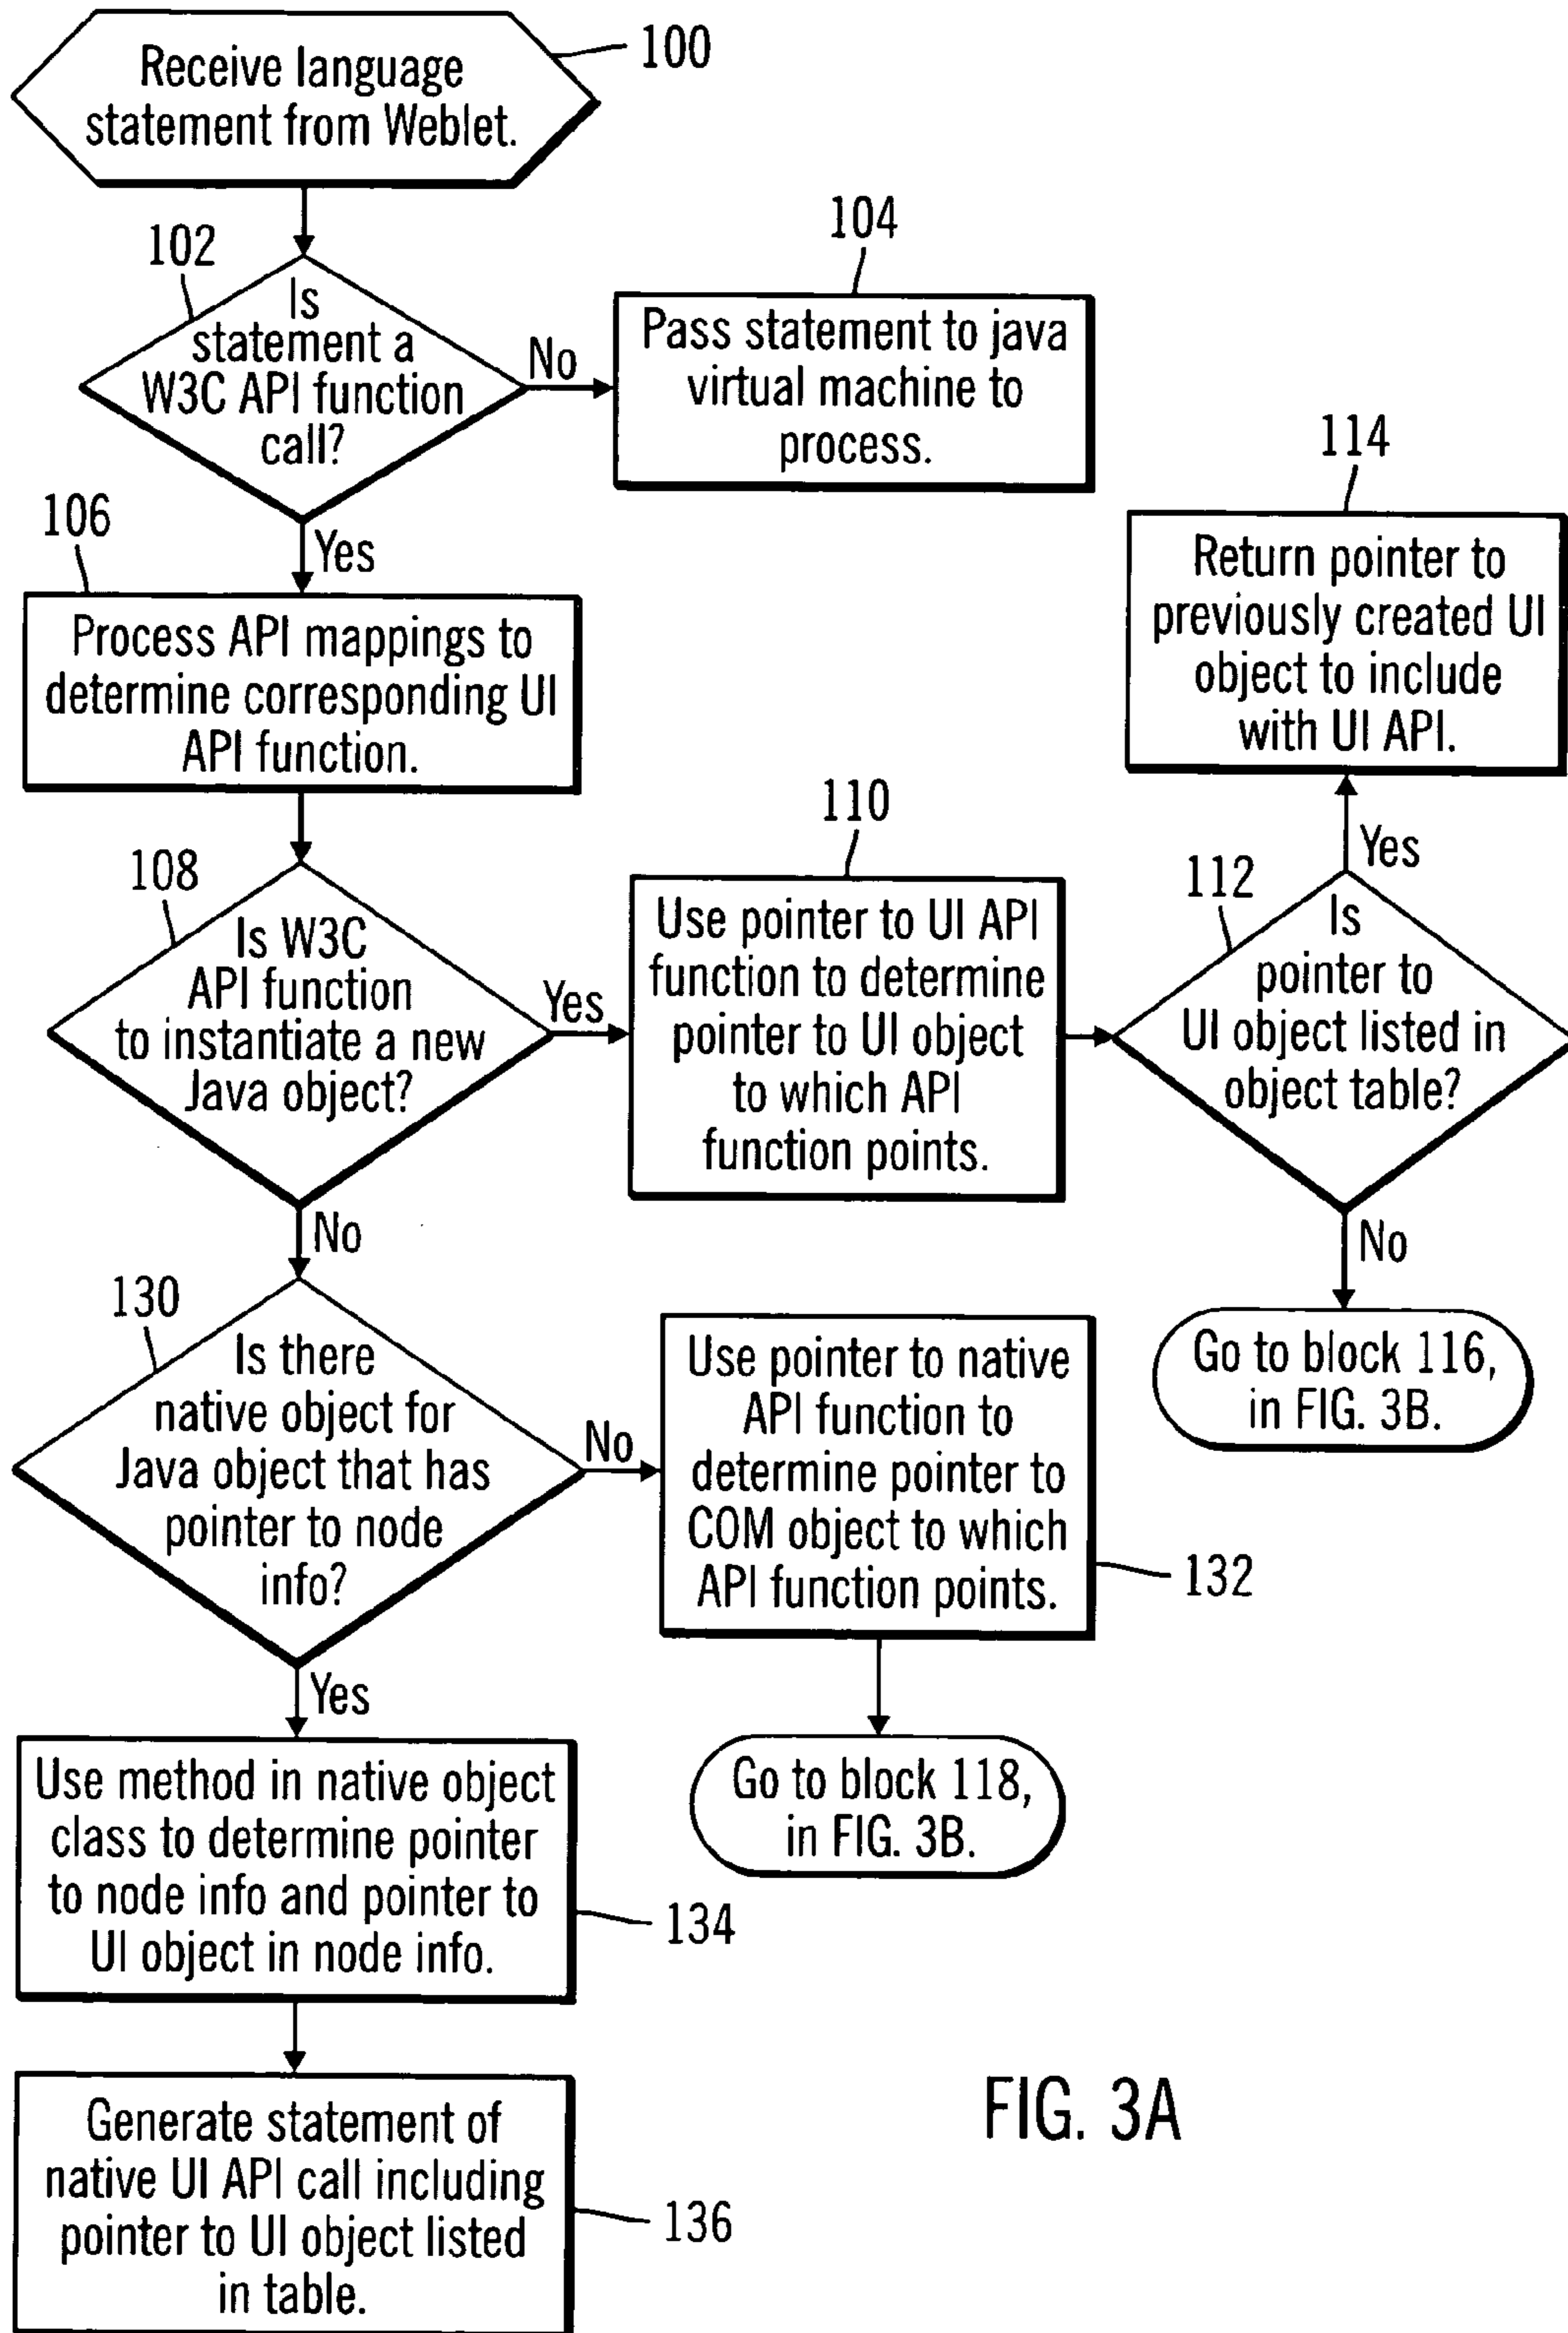 100
Receive language
statement from Weblet.
102
Is
statement a
W3C API function
call?
No
104
Pass statement to java
virtual machine to
process.
Yes
106
Process API mappings to
determine corresponding UI
API function.
108
Is W3C
API function
to instantiate a new
Java object?
Yes
110
Use pointer to UI API
function to determine
pointer to UI object
to which API
function points.
112
Is
pointer to
UI object listed in
object table?
Yes
114
Return pointer to
previously created UI
object to include
with UI API.
No
Go to block 116,
in FIG. 3B.
No
130
Is there
native object for
Java object that has
pointer to node
info?
No
Use pointer to native
API function to
determine pointer to
COM object to which
API function points.
132
Go to block 118,
in FIG. 3B.
Yes
Use method in native object
class to determine pointer
to node info and pointer to
UI object in node info.
134
Generate statement of
native UI API call including
pointer to UI object listed
in table.
136
FIG. 3A